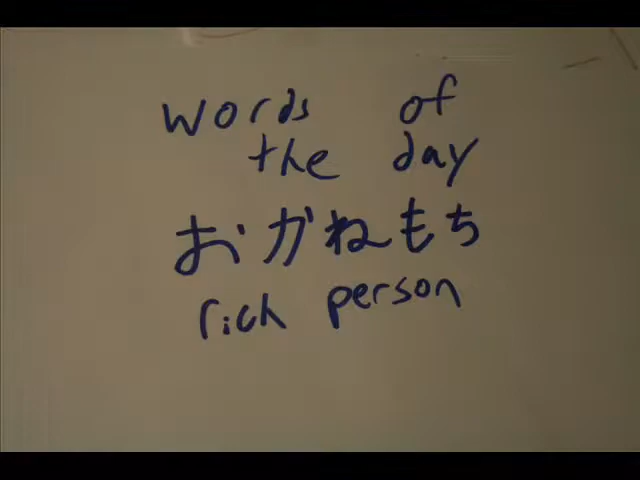 words of
the day
おかねもち
rich person